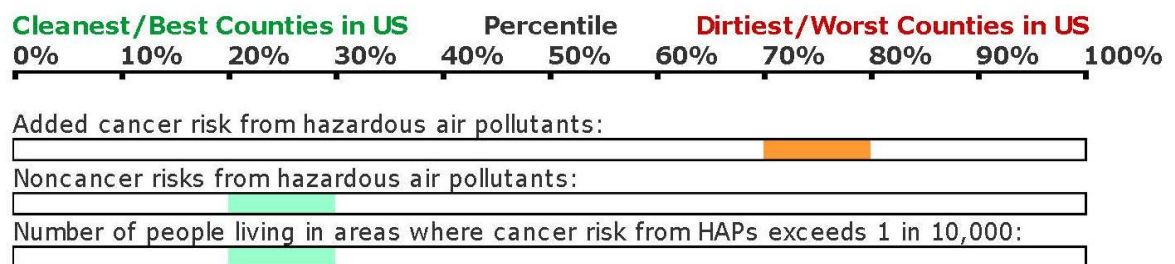 Cleanest/Best Counties in US Percentile Dirtiest/Worst Counties in US
0% 10% 20% 30% 40% 50% 60% 70% 80% 90% 100%
Added cancer risk from hazardous air pollutants:
Noncancer risks from hazardous air pollutants:
Number of people living in areas where cancer risk from HAPs exceeds 1 in 10,000: